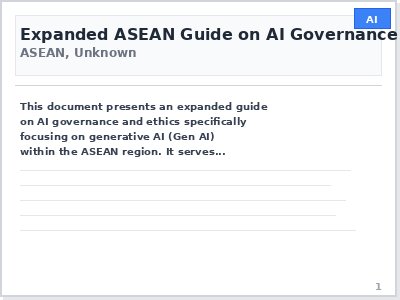 AI
Expanded ASEAN Guide on AI Governance
ASEAN, Unknown
This document presents an expanded guide
on AI governance and ethics specifically
focusing on generative AI (Gen AI)
within the ASEAN region. It serves...
1